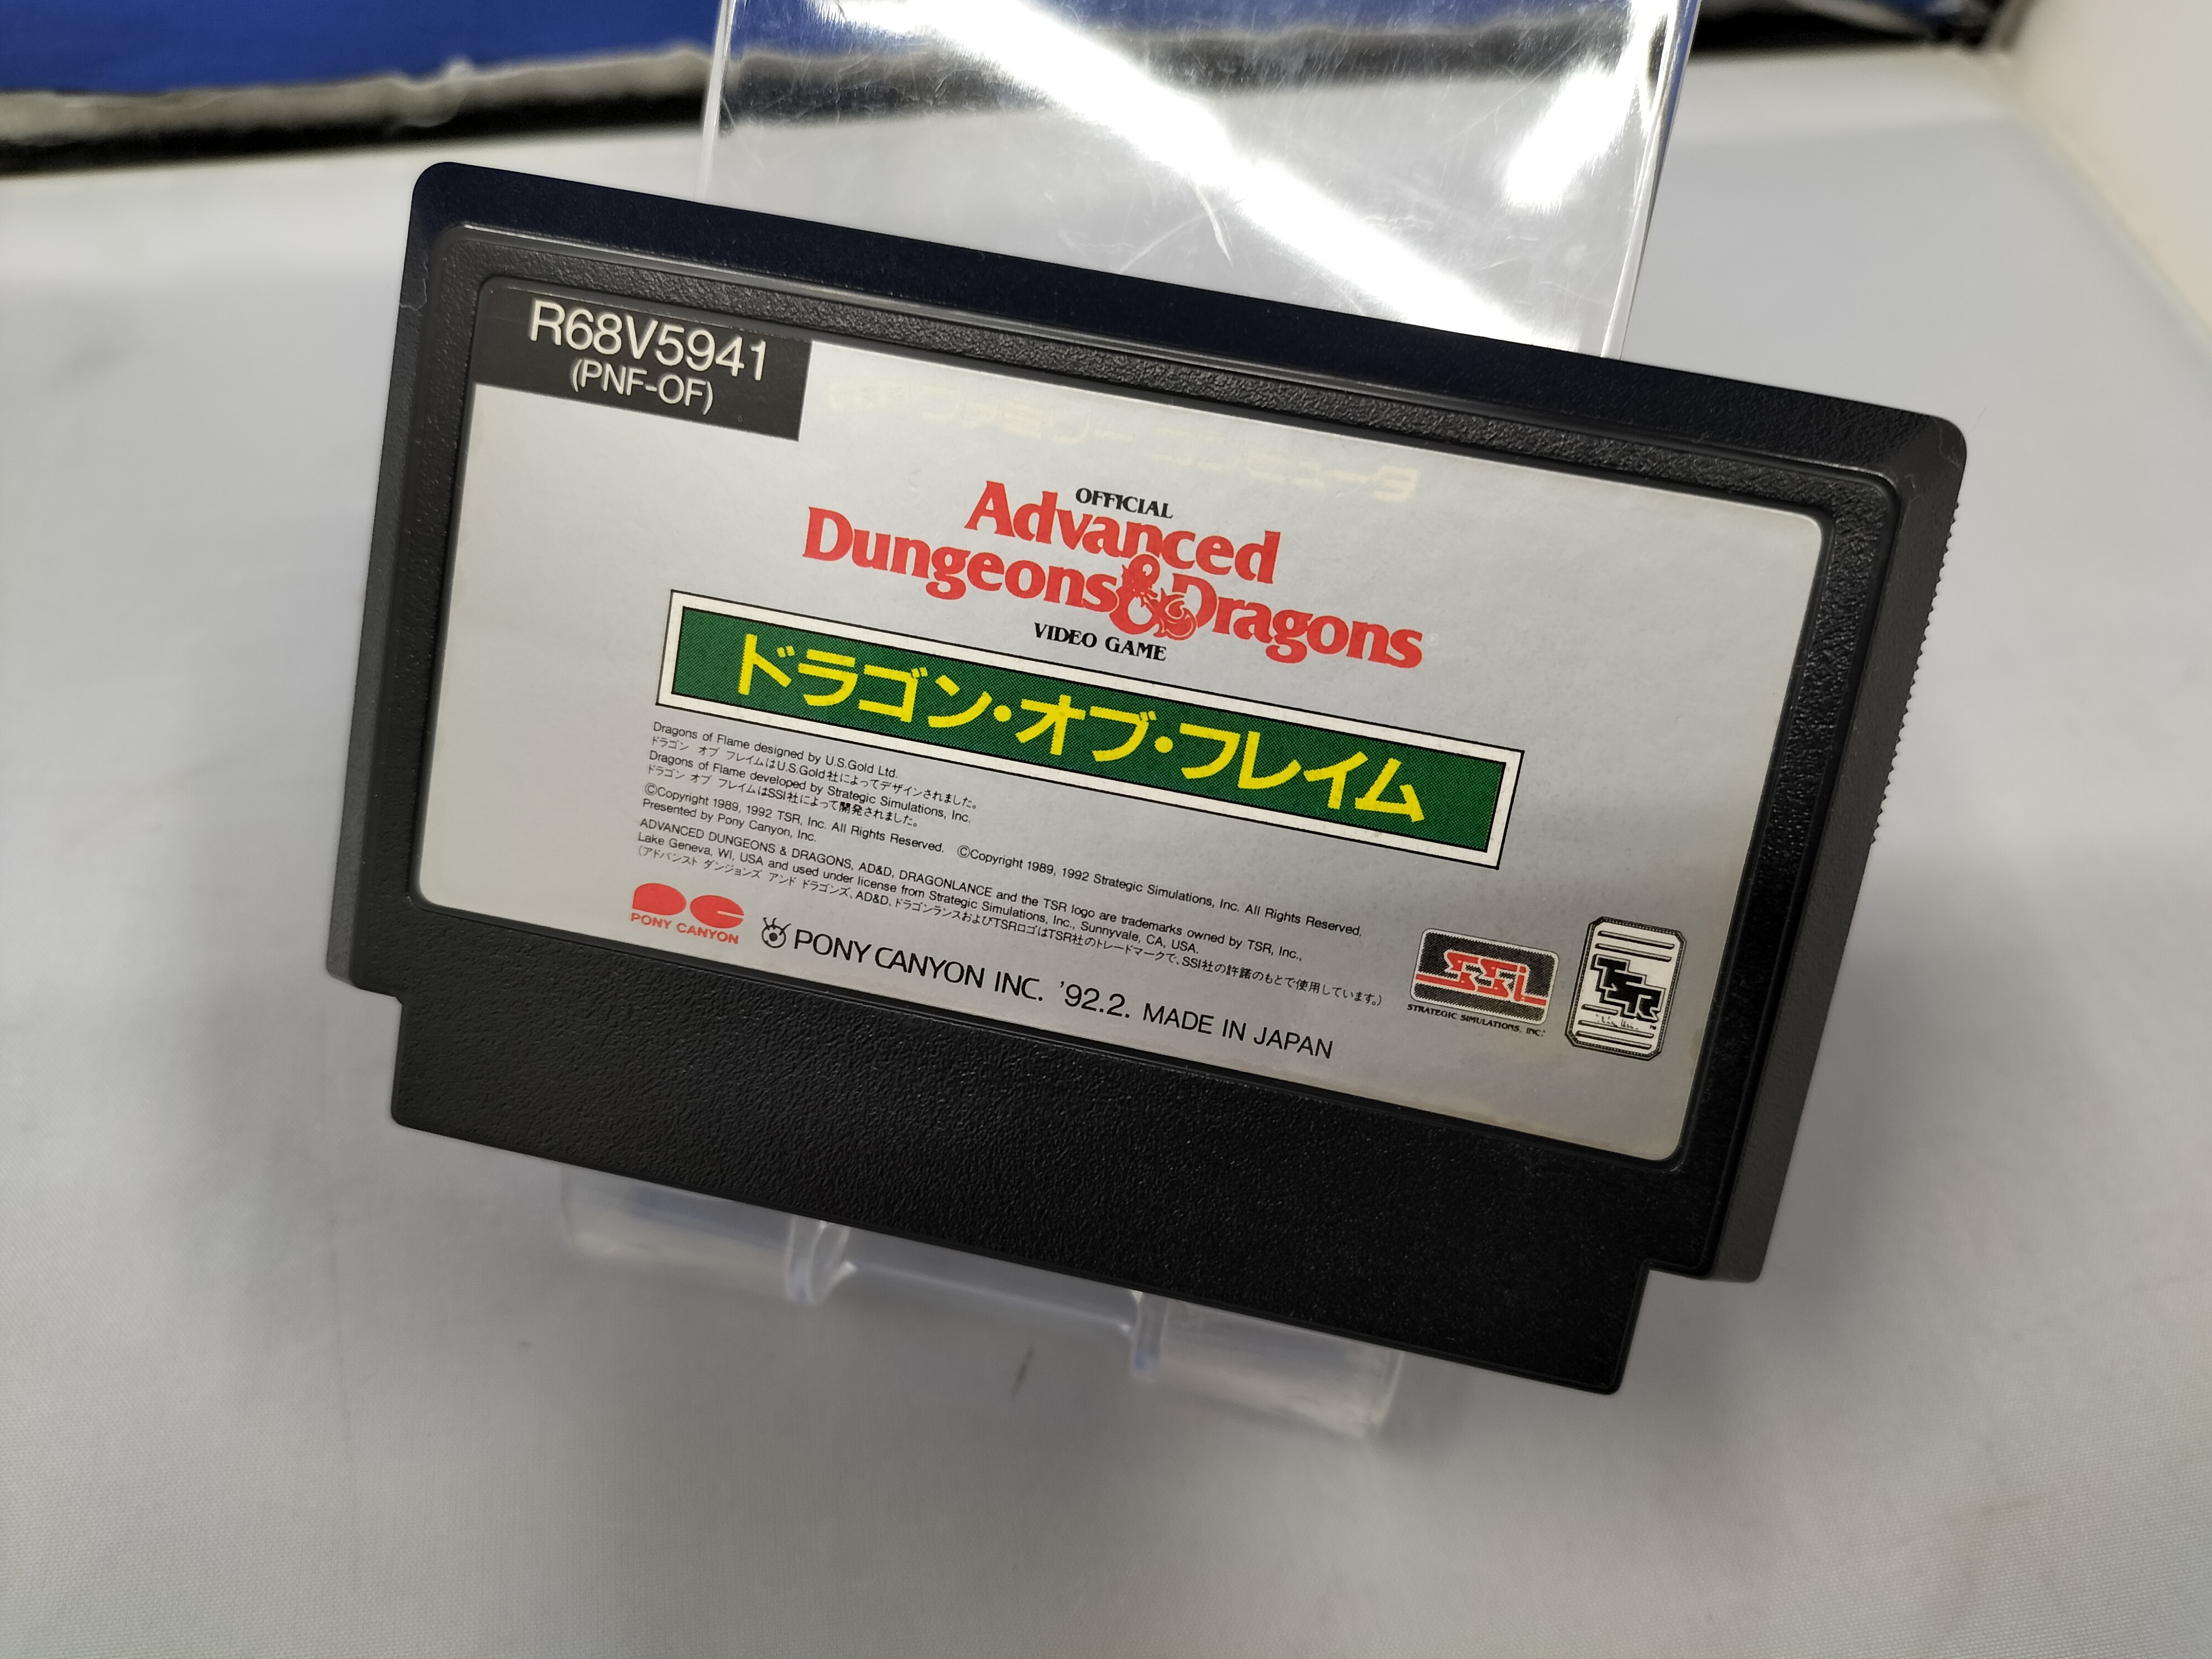 R68V5941
(PNF-OF)
ファミリーコンピュータ
OFFICIAL
Advanced
Dungeons & Dragons
VIDEO GAME
ドラゴン・オブ・フレイム
Dragons of Flame designed by U.S.Gold Ltd.
ドラゴン オブ フレイムはU.S.Gold社によってデザインされました。
Dragons of Flame developed by Strategic Simulations, Inc.
ドラゴン オブ フレイムはSSI社によって開発されました。
©Copyright 1989, 1992 TSR, Inc. All Rights Reserved. ©Copyright 1989, 1992 Strategic Simulations, Inc. All Rights Reserved.
Presented by Pony Canyon, Inc.
ADVANCED DUNGEONS & DRAGONS, AD&D, DRAGONLANCE and the TSR logo are trademarks owned by TSR, Inc.,
Lake Geneva, WI, USA and used under license from Strategic Simulations, Inc., Sunnyvale, CA, USA.
(アドバンスト ダンジョンズ アンド ドラゴンズ、AD&D、ドラゴンランスおよびTSRロゴはTSR社のトレードマークで、SSI社の許諾のもとで使用しています。)
PONY CANYON
PONY CANYON INC. '92.2. MADE IN JAPAN
SSI
STRATEGIC SIMULATIONS, INC.
TSR